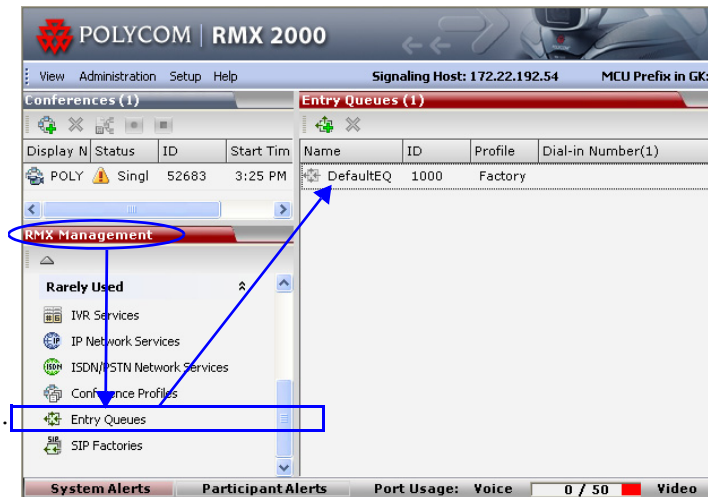 POLYCOM | RMX 2000
View Administration Setup Help Signaling Host: 172.22.192.54 MCU Prefix in GK:
Conferences (1)
Display N Status ID Start Tim
POLY Singl 52683 3:25 PM
Entry Queues (1)
Name ID Profile Dial-in Number(1)
DefaultEQ 1000 Factory
RMX Management
Rarely Used
IVR Services
IP Network Services
ISDN/PSTN Network Services
Conference Profiles
Entry Queues
SIP Factories
System Alerts Participant Alerts Port Usage: Voice 0 / 50 Video